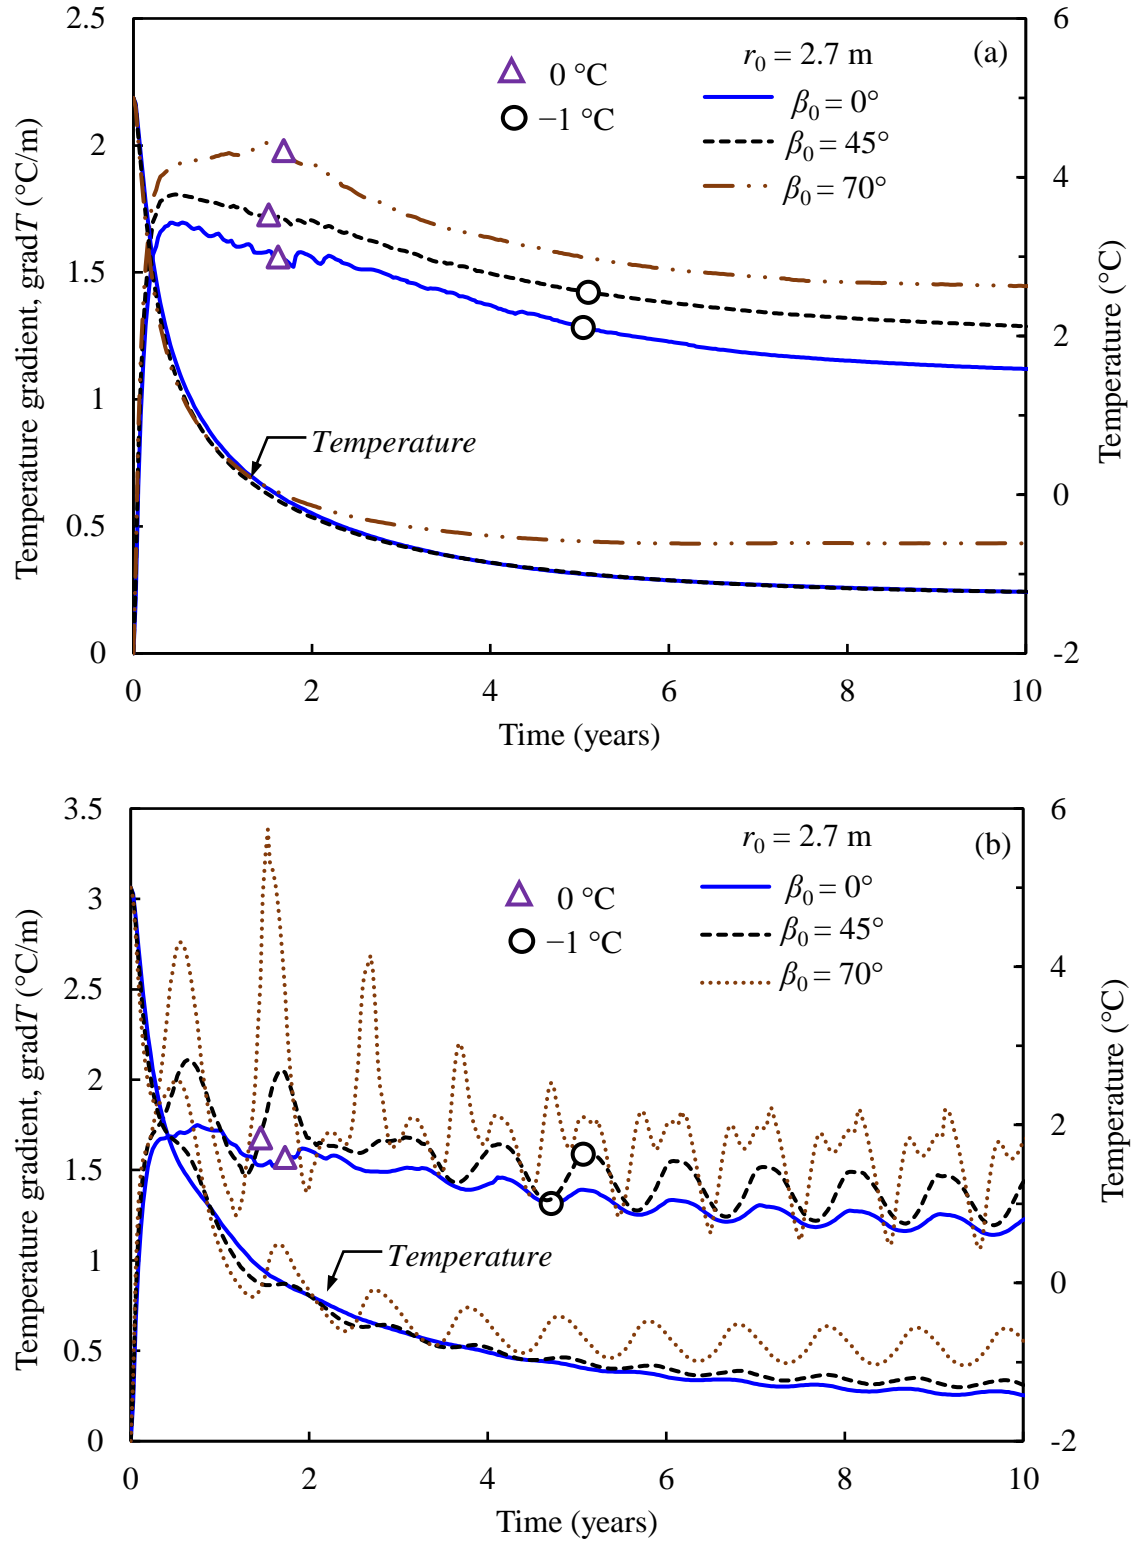 2.5
2
1.5
1
0.5
0
Temperature gradient, gradT (°C/m)
6
4
2
0
-2
Temperature (°C)
(a)
r0 = 2.7 m
0 °C
−1 °C
β0 = 0°
β0 = 45°
β0 = 70°
Temperature
0 2 4 6 8 10
Time (years)
3.5
3
2.5
2
1.5
1
0.5
0
Temperature gradient, gradT (°C/m)
6
4
2
0
-2
Temperature (°C)
(b)
r0 = 2.7 m
0 °C
−1 °C
β0 = 0°
β0 = 45°
β0 = 70°
Temperature
0 2 4 6 8 10
Time (years)